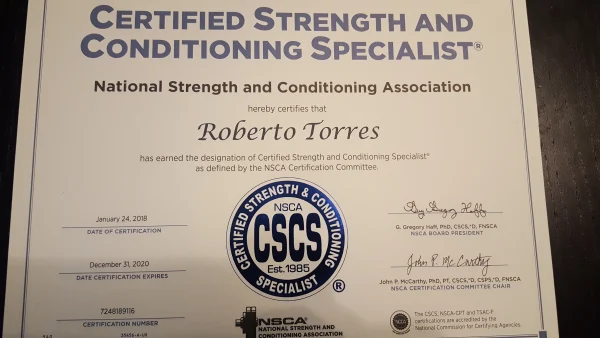 CERTIFIED STRENGTH AND
CONDITIONING SPECIALIST®
National Strength and Conditioning Association
hereby certifies that
Roberto Torres
has earned the designation of Certified Strength and Conditioning Specialist®
as defined by the NSCA Certification Committee.
January 24, 2018
DATE OF CERTIFICATION
December 31, 2020
DATE CERTIFICATION EXPIRES
7248189116
CERTIFICATION NUMBER
CERTIFIED STRENGTH & CONDITIONING
NSCA
CSCS
Est.1985
SPECIALIST
®
NSCA
NATIONAL STRENGTH AND
CONDITIONING ASSOCIATION
G. Gregory Haff, PhD, CSCS,*D, FNSCA
NSCA BOARD PRESIDENT
John P. McCarthy
John P. McCarthy, PhD, PT, CSCS,*D, CSPS,*D, FNSCA
NSCA CERTIFICATION COMMITTEE CHAIR
The CSCS, NSCA-CPT and TSAC-F
certifications are accredited by the
National Commission for Certifying Agencies.